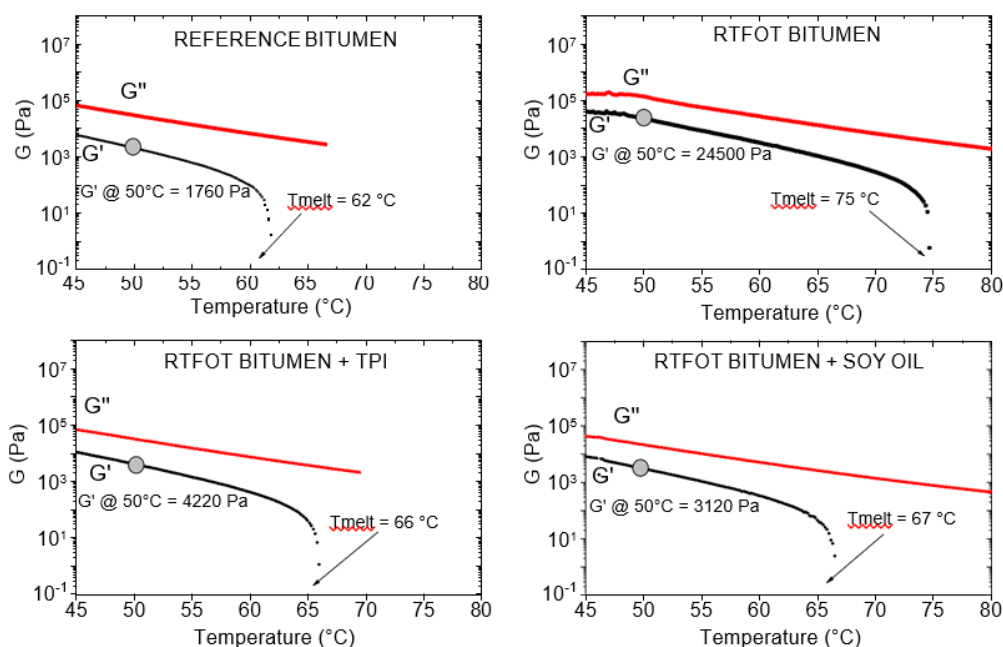 REFERENCE BITUMEN
G (Pa)
10^7
10^5
10^3
10^1
10^-1
G"
G'
G' @ 50°C = 1760 Pa
Tmelt = 62 °C
45 50 55 60 65 70 75 80
Temperature (°C)
RTFOT BITUMEN
G (Pa)
10^7
10^5
10^3
10^1
10^-1
G"
G'
G' @ 50°C = 24500 Pa
Tmelt = 75 °C
45 50 55 60 65 70 75 80
Temperature (°C)
RTFOT BITUMEN + TPI
G (Pa)
10^7
10^5
10^3
10^1
10^-1
G"
G'
G' @ 50°C = 4220 Pa
Tmelt = 66 °C
45 50 55 60 65 70 75 80
Temperature (°C)
RTFOT BITUMEN + SOY OIL
G (Pa)
10^7
10^5
10^3
10^1
10^-1
G"
G'
G' @ 50°C = 3120 Pa
Tmelt = 67 °C
45 50 55 60 65 70 75 80
Temperature (°C)